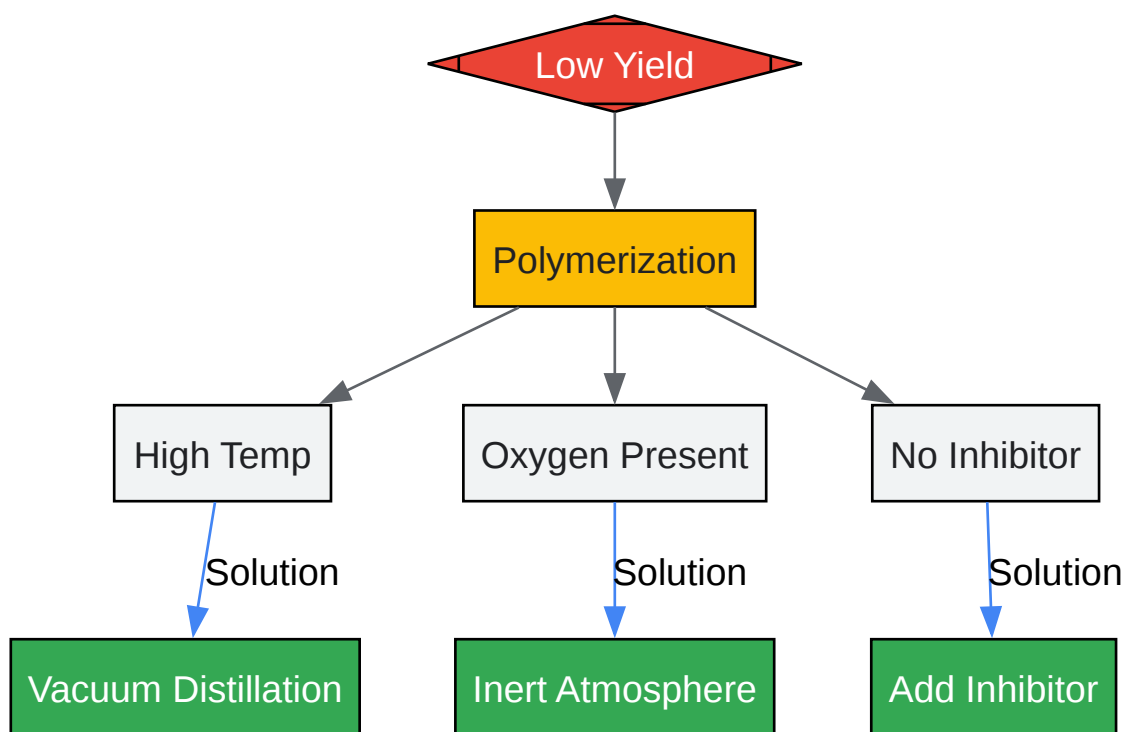 Low Yield
Polymerization
High Temp
Oxygen Present
No Inhibitor
Solution
Solution
Solution
Vacuum Distillation
Inert Atmosphere
Add Inhibitor